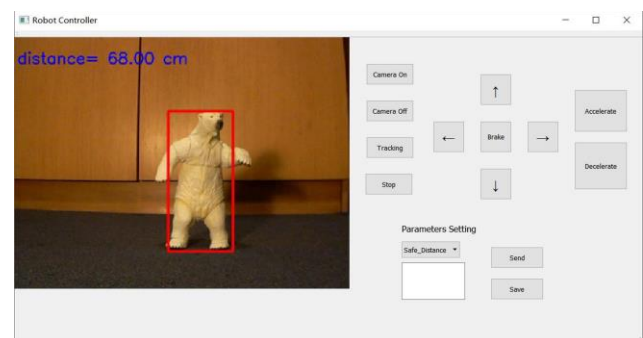 Robot Controller
distance= 68.00 cm
Camera On
Camera Off
Tracking
Stop
↑
←
Brake
→
↓
Accelerate
Decelerate
Parameters Setting
Safe_Distance
Send
Save